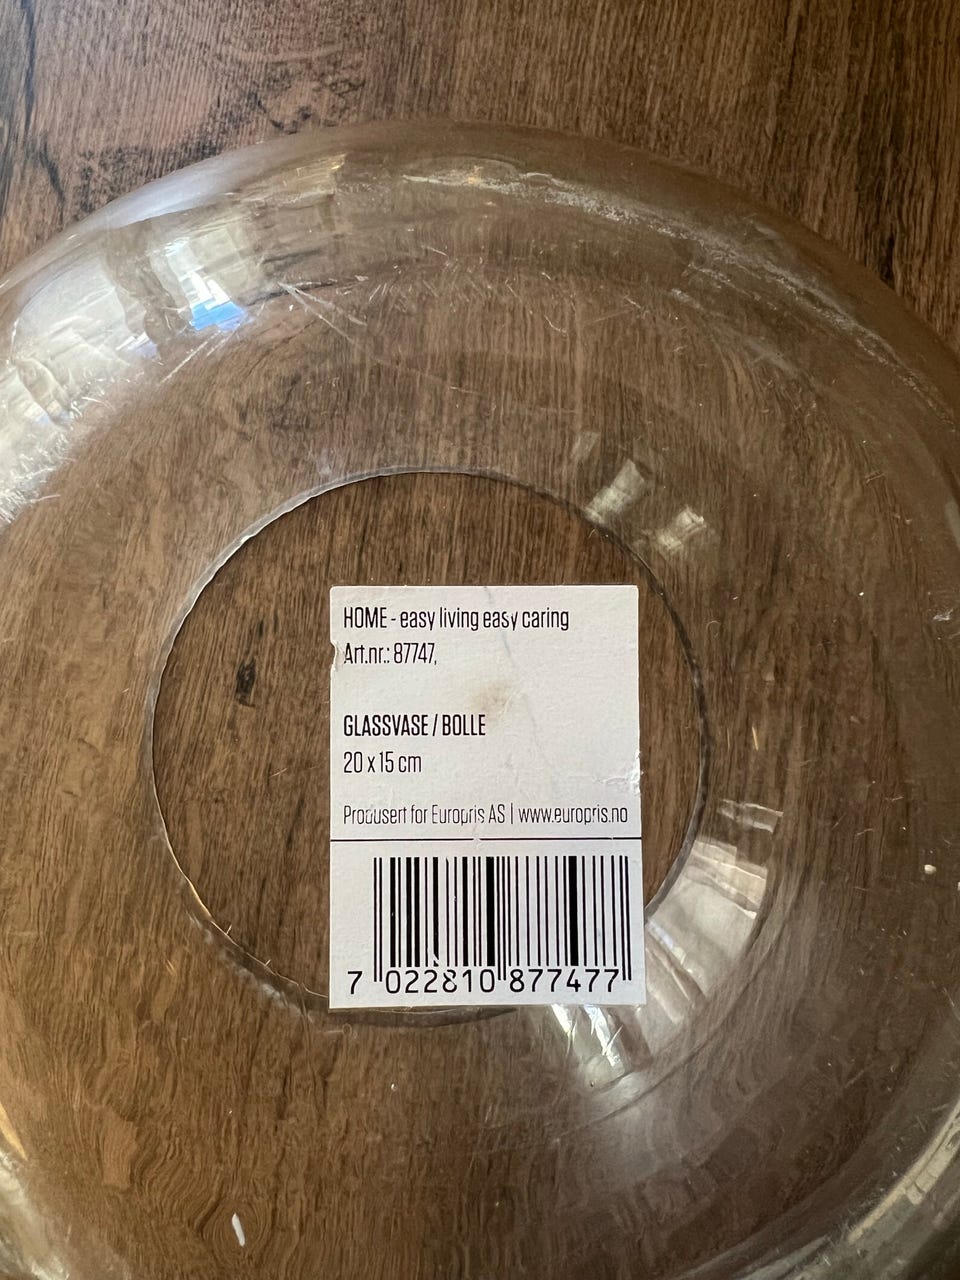 HOME - easy living easy caring
Art.nr.: 87747,
GLASSVASE / BOLLE
20 x 15 cm
Produsert for Europris AS | www.europris.no
7 022810 877477